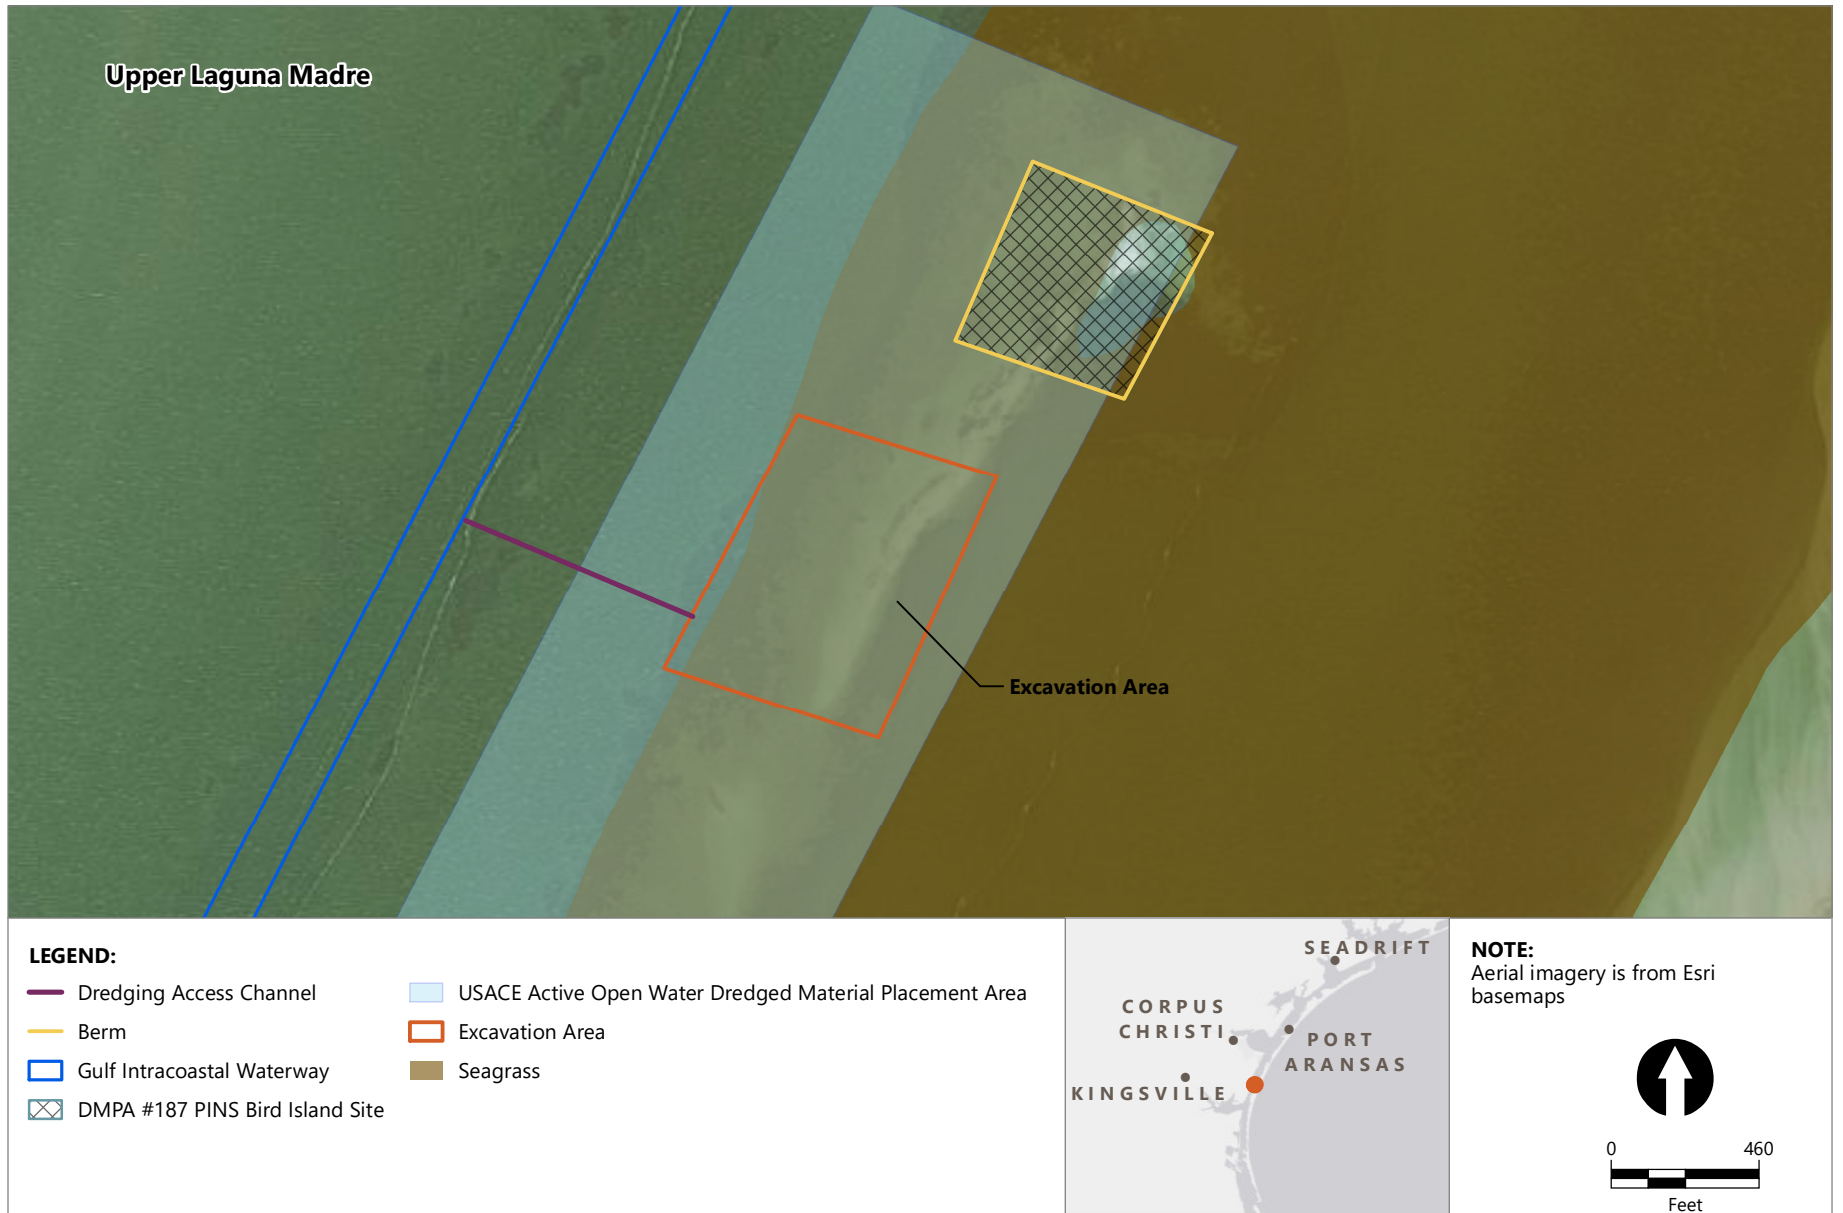 Upper Laguna Madre
Excavation Area
LEGEND:
Dredging Access Channel
Berm
Gulf Intracoastal Waterway
DMPA #187 PINS Bird Island Site
USACE Active Open Water Dredged Material Placement Area
Excavation Area
Seagrass
SEADRIFT
CORPUS
CHRISTI
PORT
ARANSAS
KINGSVILLE
NOTE:
Aerial imagery is from Esri
basemaps
0 460
Feet